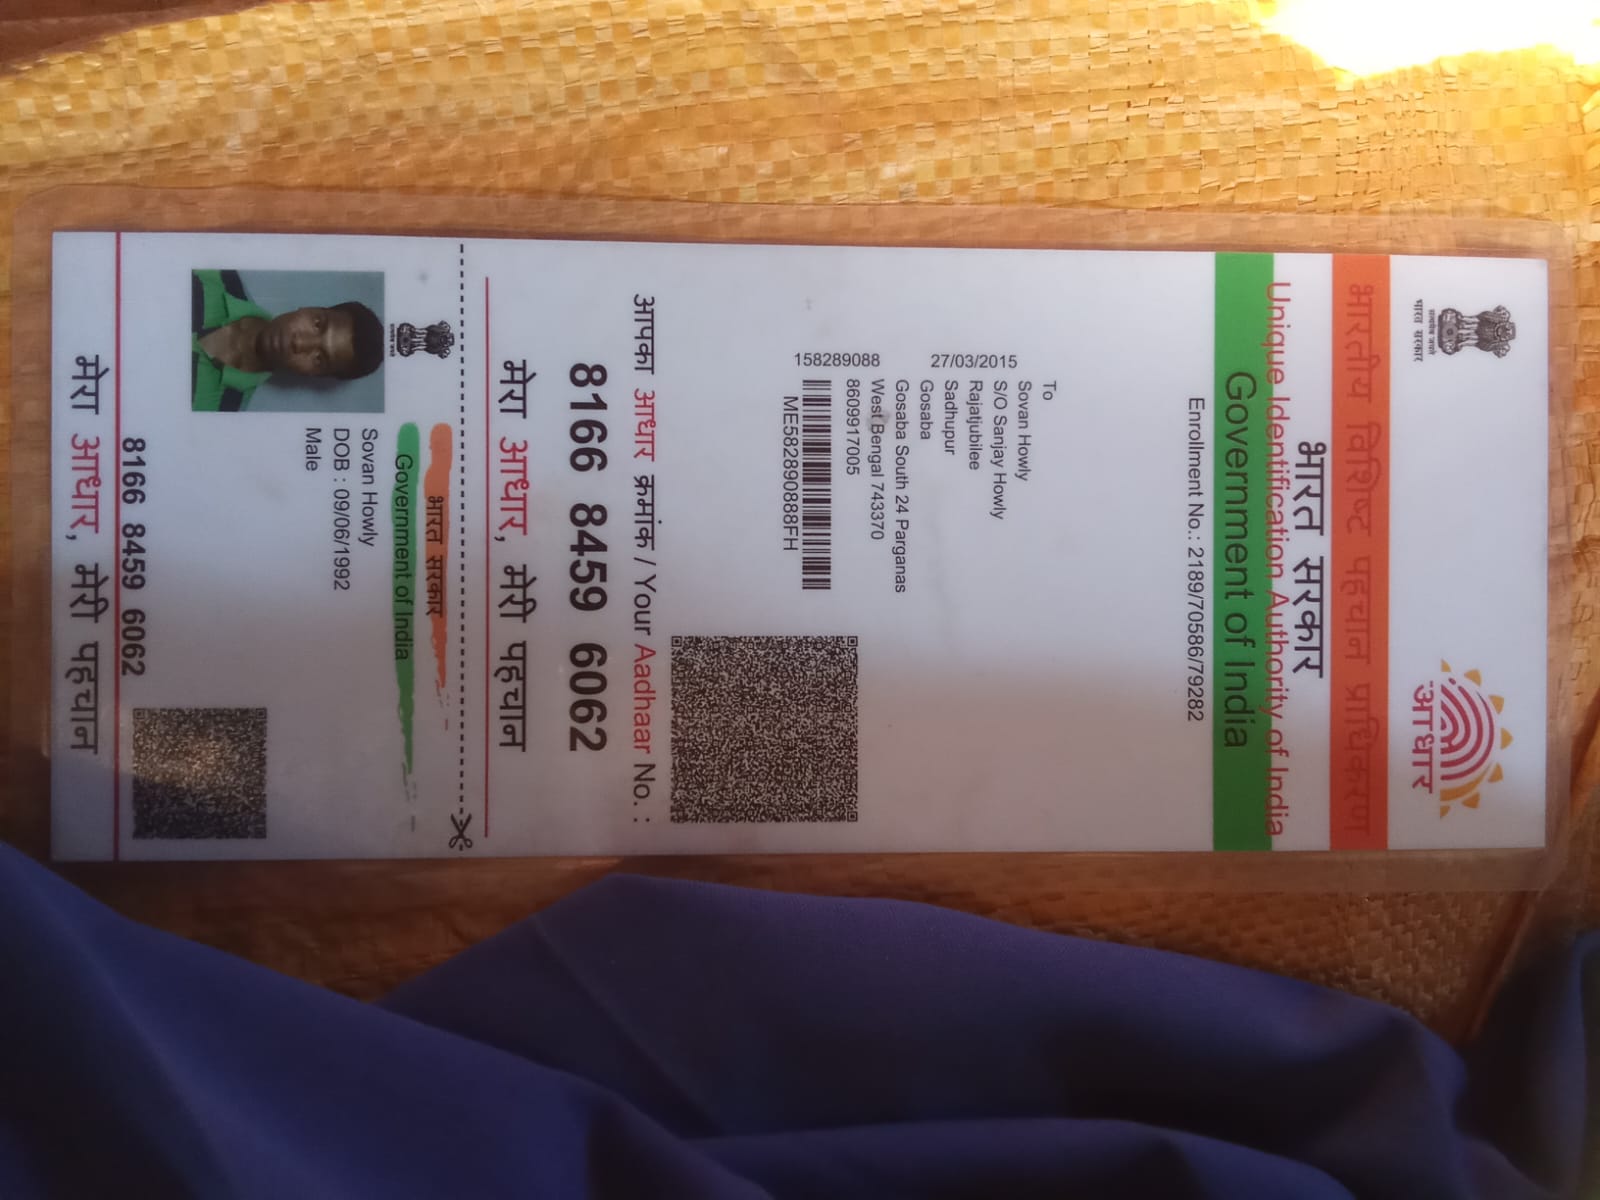 सत्यमेव जयते
भारत सरकार
आधार
भारतीय विशिष्ट पहचान प्राधिकरण
भारत सरकार
Unique Identification Authority of India
Government of India
Enrollment No.: 2189/70586/79282
To
Sovan Howly
S/O Sanjay Howly
Rajatjubilee
Sadhupur
Gosaba
Gosaba South 24 Parganas
West Bengal 743370
8609917005
27/03/2015
158289088
ME582890888FH
आपका आधार क्रमांक / Your Aadhaar No. :
8166 8459 6062
मेरा आधार, मेरी पहचान
भारत सरकार
Government of India
Sovan Howly
DOB : 09/06/1992
Male
8166 8459 6062
मेरा आधार, मेरी पहचान